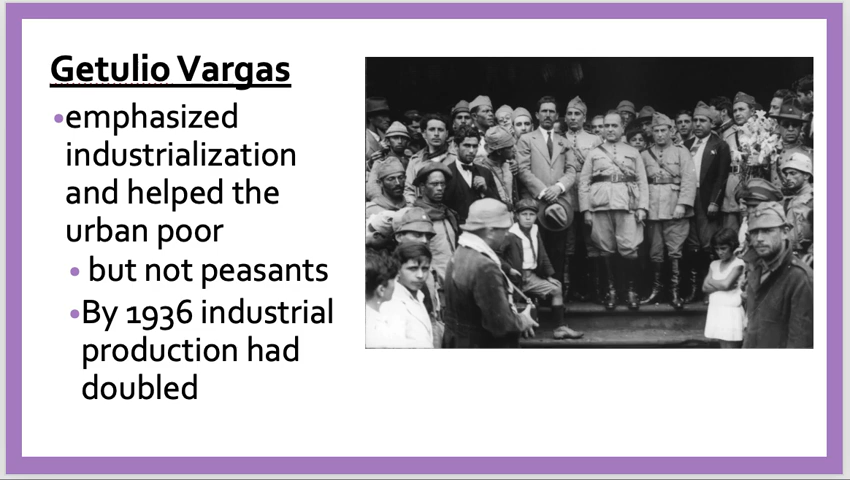 Getulio Vargas
•emphasized
industrialization
and helped the
urban poor
• but not peasants
•By 1936 industrial
production had
doubled